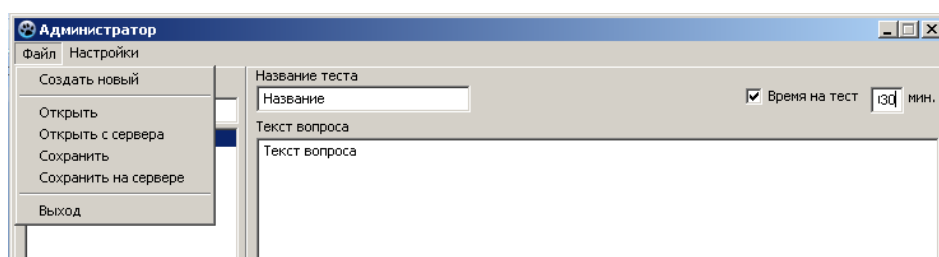 Администратор
Файл Настройки
Создать новый
Открыть
Открыть с сервера
Сохранить
Сохранить на сервере
Выход
Название теста
Название
Время на тест 30 мин.
Текст вопроса
Текст вопроса